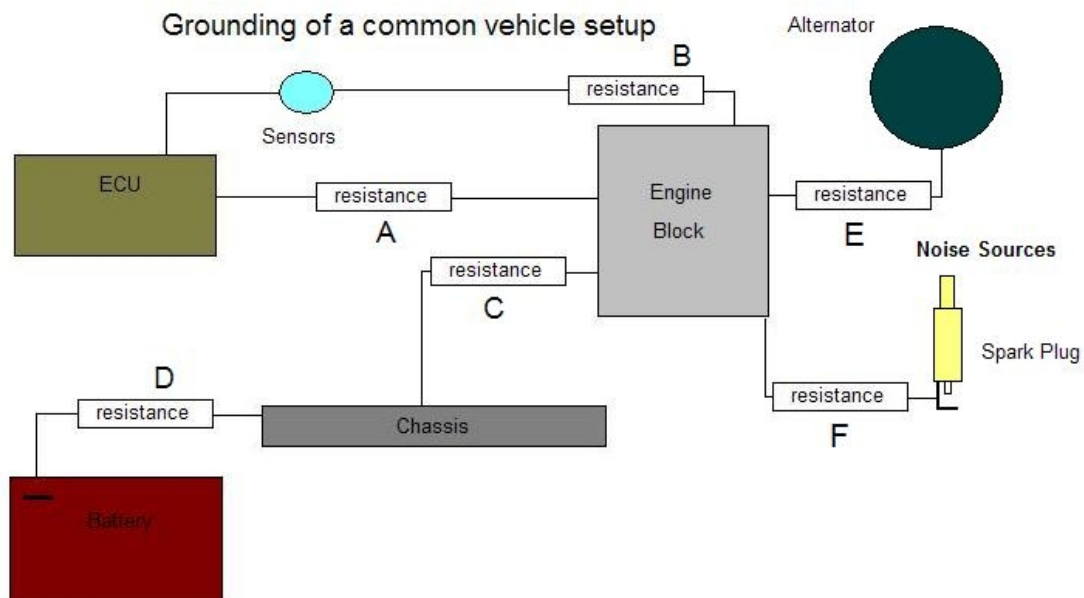 Grounding of a common vehicle setup
Alternator
B
resistance
Sensors
ECU
resistance
A
Engine
Block
resistance
E
Noise Sources
resistance
C
Spark Plug
D
resistance
resistance
F
Chassis
Battery